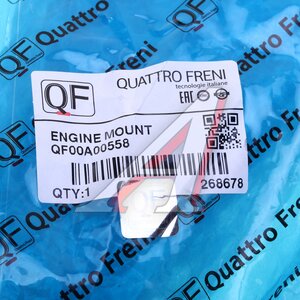 Quattro Freni
QF
QUATTRO FRENI
tecnologie italiane
EAC
ENGINE MOUNT
QF00A00558
QTY:1
268678
QF
Quattro Freni
Quattro Freni
QF